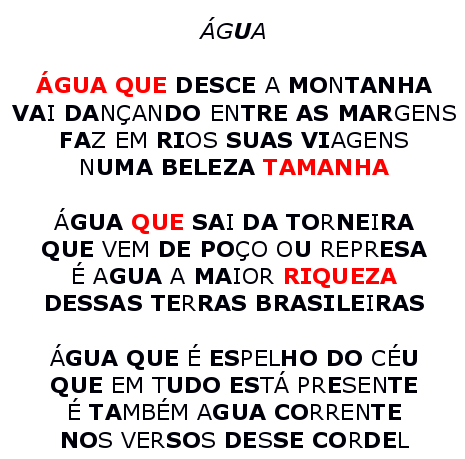 ÁGUA
ÁGUA QUE DESCE A MONTANHA
VAI DANÇANDO ENTRE AS MARGENS
FAZ EM RIOS SUAS VIAGENS
NUMA BELEZA TAMANHA
ÁGUA QUE SAI DA TORNEIRA
QUE VEM DE POÇO OU REPRESA
É AGUA A MAIOR RIQUEZA
DESSAS TERRAS BRASILEIRAS
ÁGUA QUE É ESPELHO DO CÉU
QUE EM TUDO ESTÁ PRESENTE
É TAMBÉM AGUA CORRENTE
NOS VERSOS DESSE CORDEL